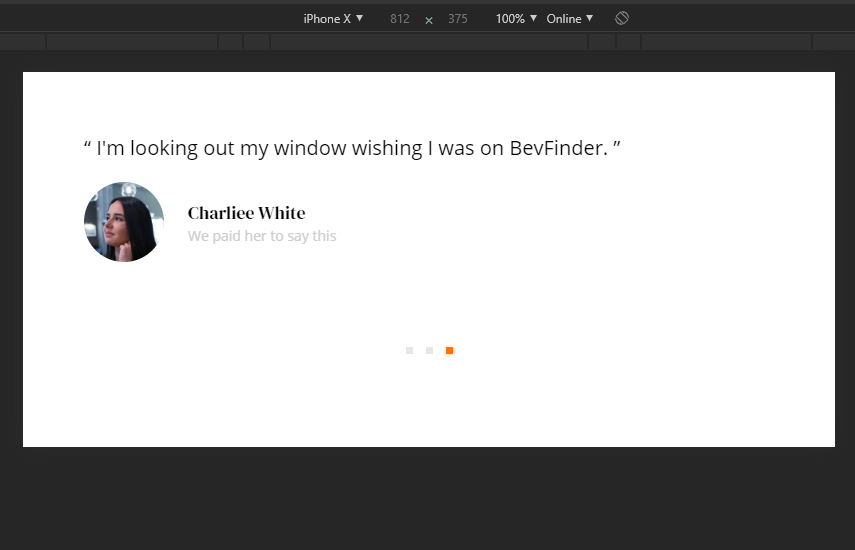 iPhone X ▼ 812 × 375 100% ▼ Online ▼
“ I'm looking out my window wishing I was on BevFinder. ”
Charliee White
We paid her to say this